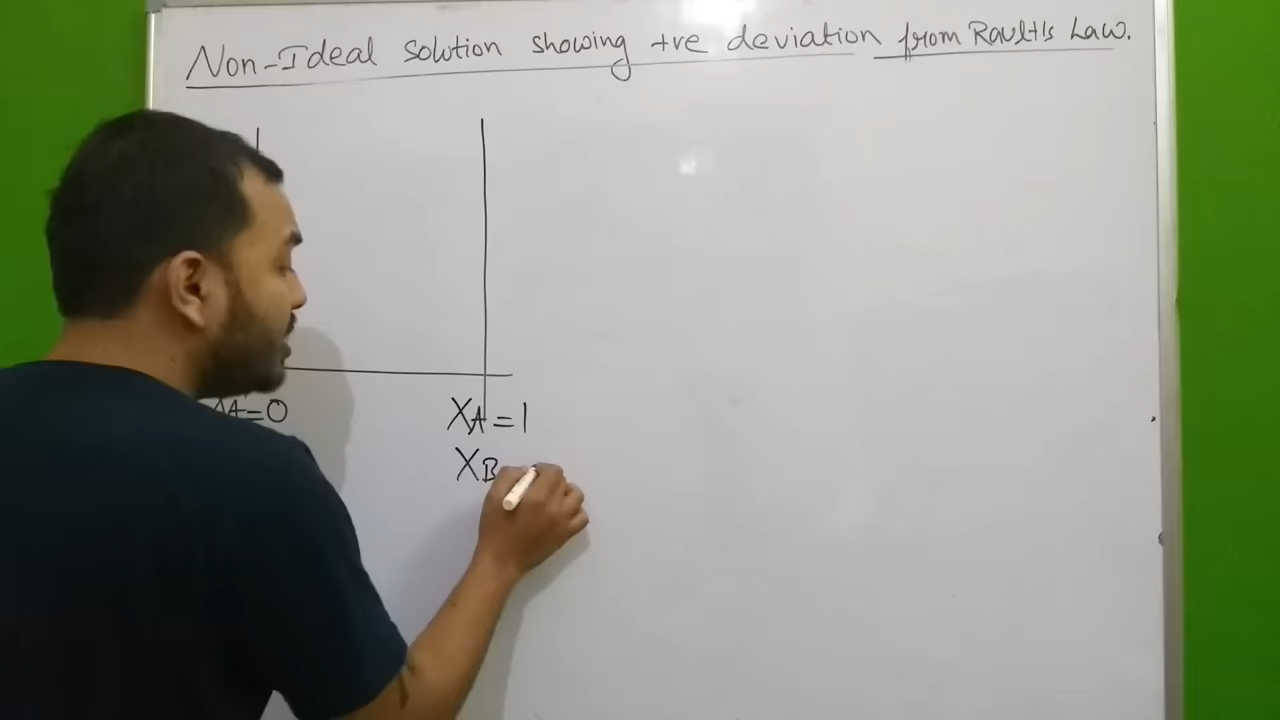 Non-Ideal solution showing +ve deviation from Rault's Law.
A=0
XA=1
XB